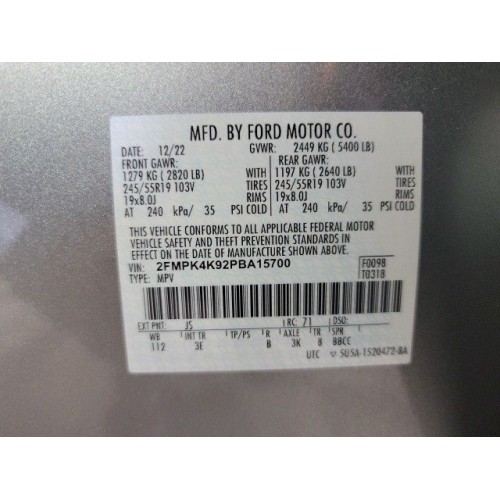 MFD. BY FORD MOTOR CO.
DATE: 12/22 GVWR: 2449 KG ( 5400 LB)
FRONT GAWR: REAR GAWR:
1279 KG ( 2820 LB) WITH 1197 KG ( 2640 LB) WITH
245/55R19 103V TIRES 245/55R19 103V TIRES
19x8.0J RIMS 19x8.0J RIMS
AT 240 kPa/ 35 PSI COLD AT 240 kPa/ 35 PSI COLD
THIS VEHICLE CONFORMS TO ALL APPLICABLE FEDERAL MOTOR
VEHICLE SAFETY AND THEFT PREVENTION STANDARDS IN
EFFECT ON THE DATE OF MANUFACTURE SHOWN ABOVE.
VIN: 2FMPK4K92PBA15700 F0098
TYPE: MPV T0318
EXT PNT: JS RC: 71 DSO:
WB INT TR TP/PS R AXLE TR SPR
112 3E B 3K 8 BBCC
UTC ▽ 5U5A-1520472-BA